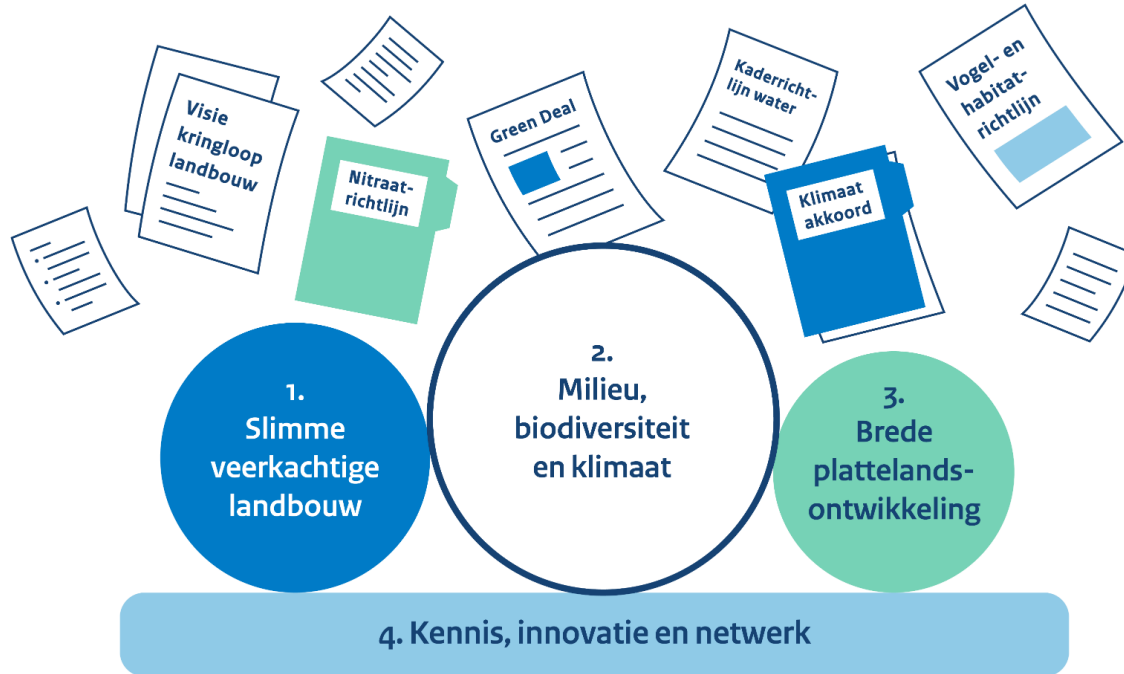 Visie
kringloop
landbouw
Nitraat-
richtlijn
Green Deal
Kaderricht-
lijn water
Klimaat
akkoord
Vogel- en
habitat-
richtlijn
1.
Slimme
veerkachtige
landbouw
2.
Milieu,
biodiversiteit
en klimaat
3.
Brede
plattelands-
ontwikkeling
4. Kennis, innovatie en netwerk